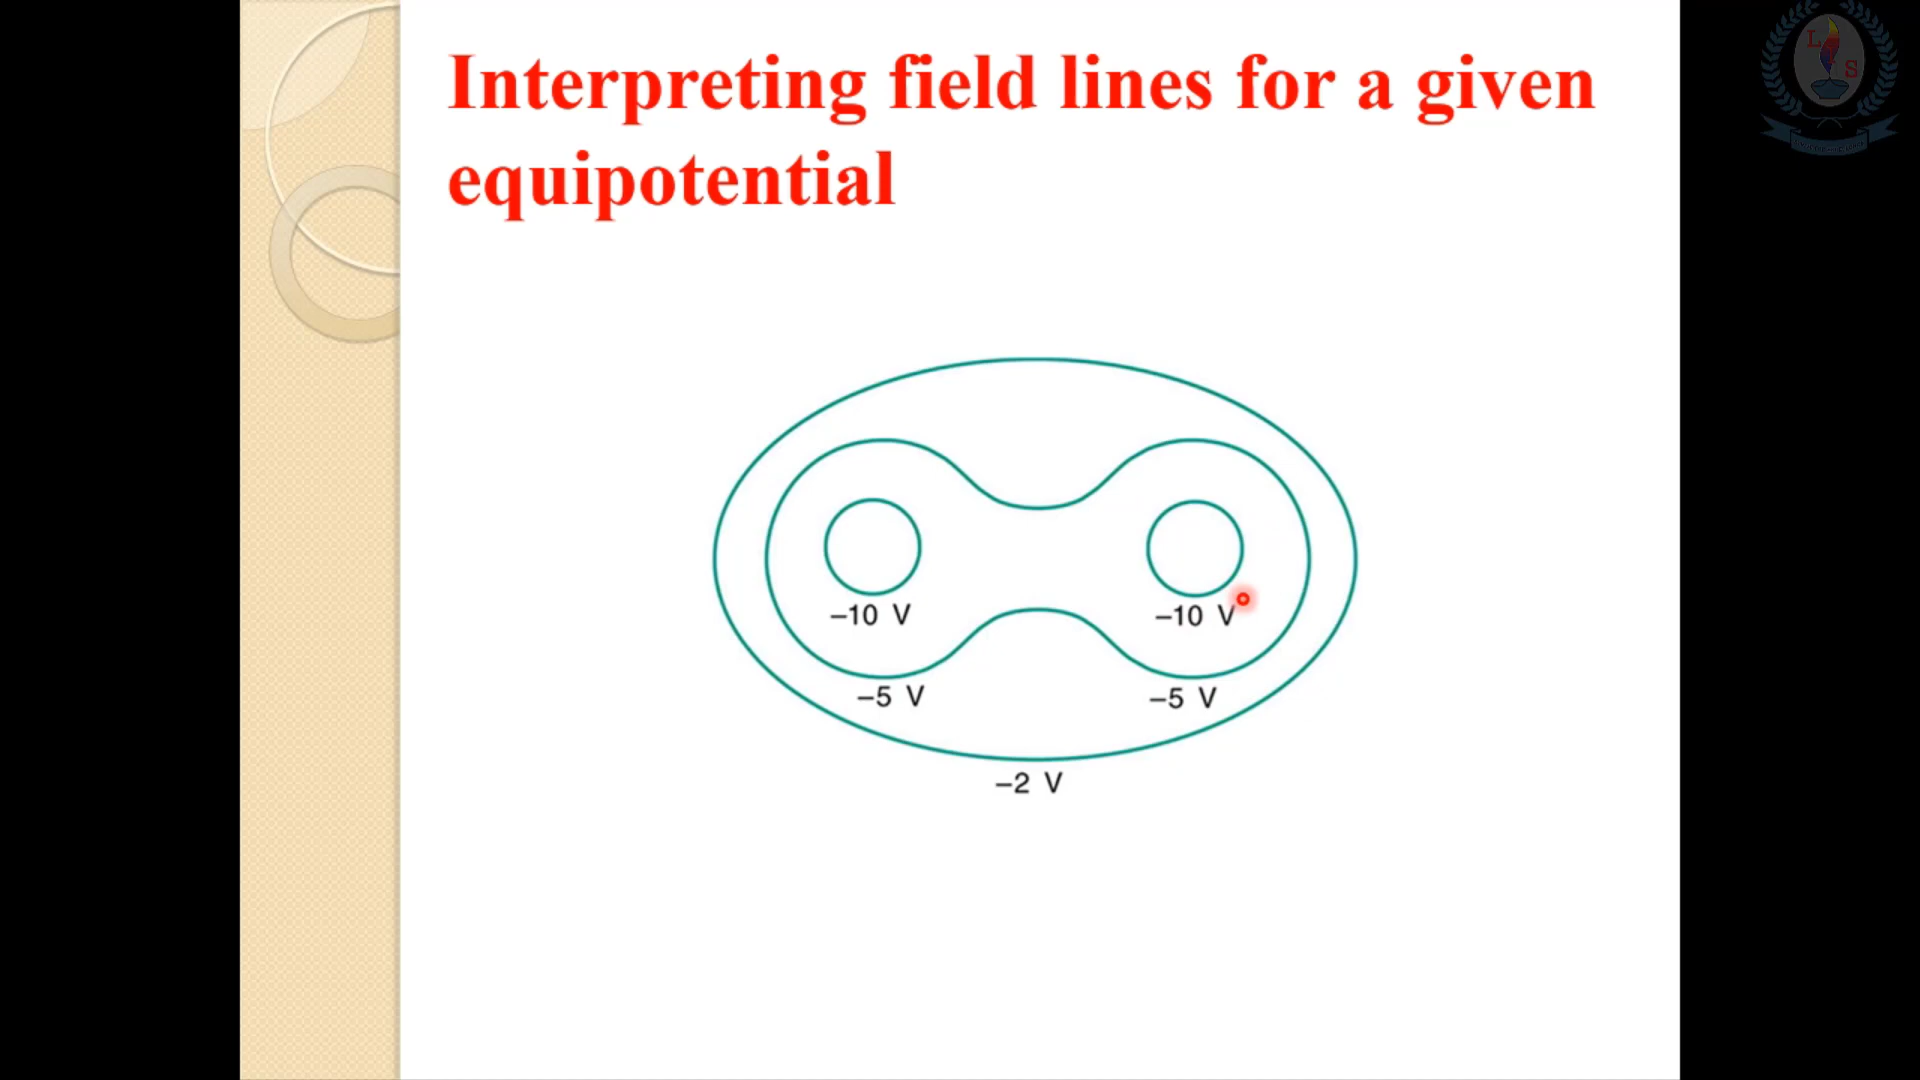 Interpreting field lines for a given
equipotential
–10 V
–10 V
–5 V
–5 V
–2 V
L
S